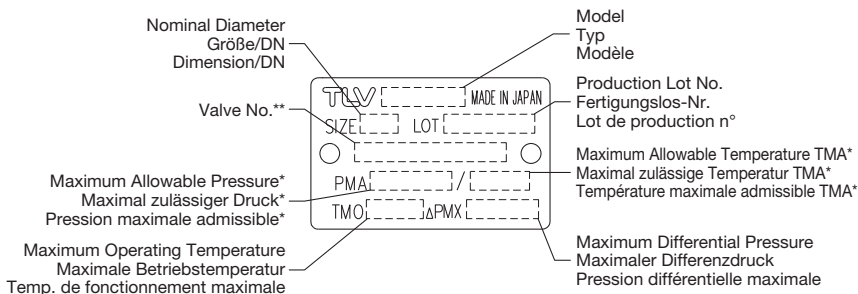 Nominal Diameter
Größe/DN
Dimension/DN
Valve No.**
Maximum Allowable Pressure*
Maximal zulässiger Druck*
Pression maximale admissible*
Maximum Operating Temperature
Maximale Betriebstemperatur
Temp. de fonctionnement maximale
TLV MADE IN JAPAN
SIZE LOT
PMA /
TMO ΔPMX
Model
Typ
Modèle
Production Lot No.
Fertigungslos-Nr.
Lot de production n°
Maximum Allowable Temperature TMA*
Maximal zulässige Temperatur TMA*
Température maximale admissible TMA*
Maximum Differential Pressure
Maximaler Differenzdruck
Pression différentielle maximale